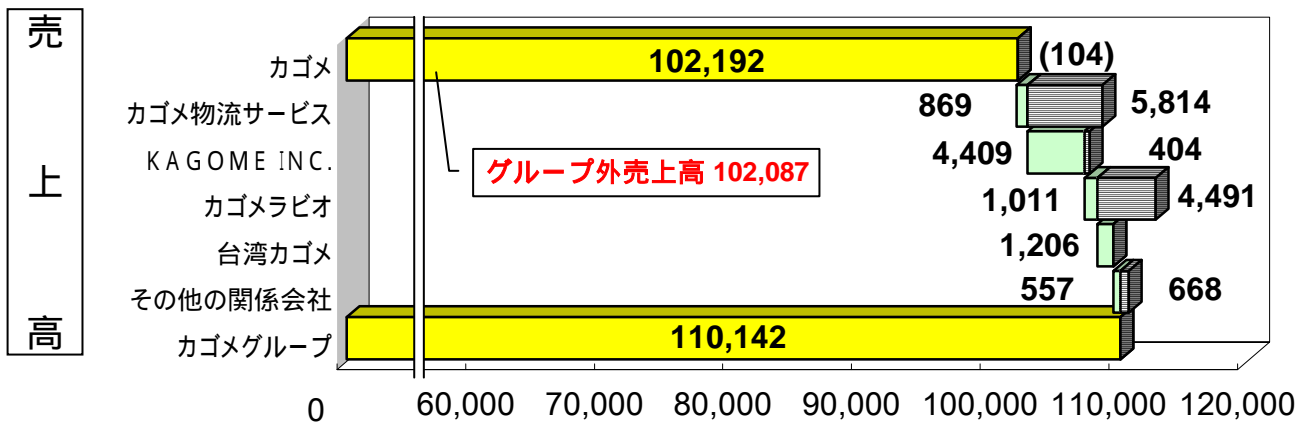 売
上
高
カゴメ
102,192
(104)
カゴメ物流サービス
869
5,814
KAGOME INC.
4,409
404
グループ外売上高 102,087
カゴメラビオ
1,011
4,491
台湾カゴメ
1,206
その他の関係会社
557
668
カゴメグループ
110,142
0
60,000
70,000
80,000
90,000
100,000
110,000
120,000